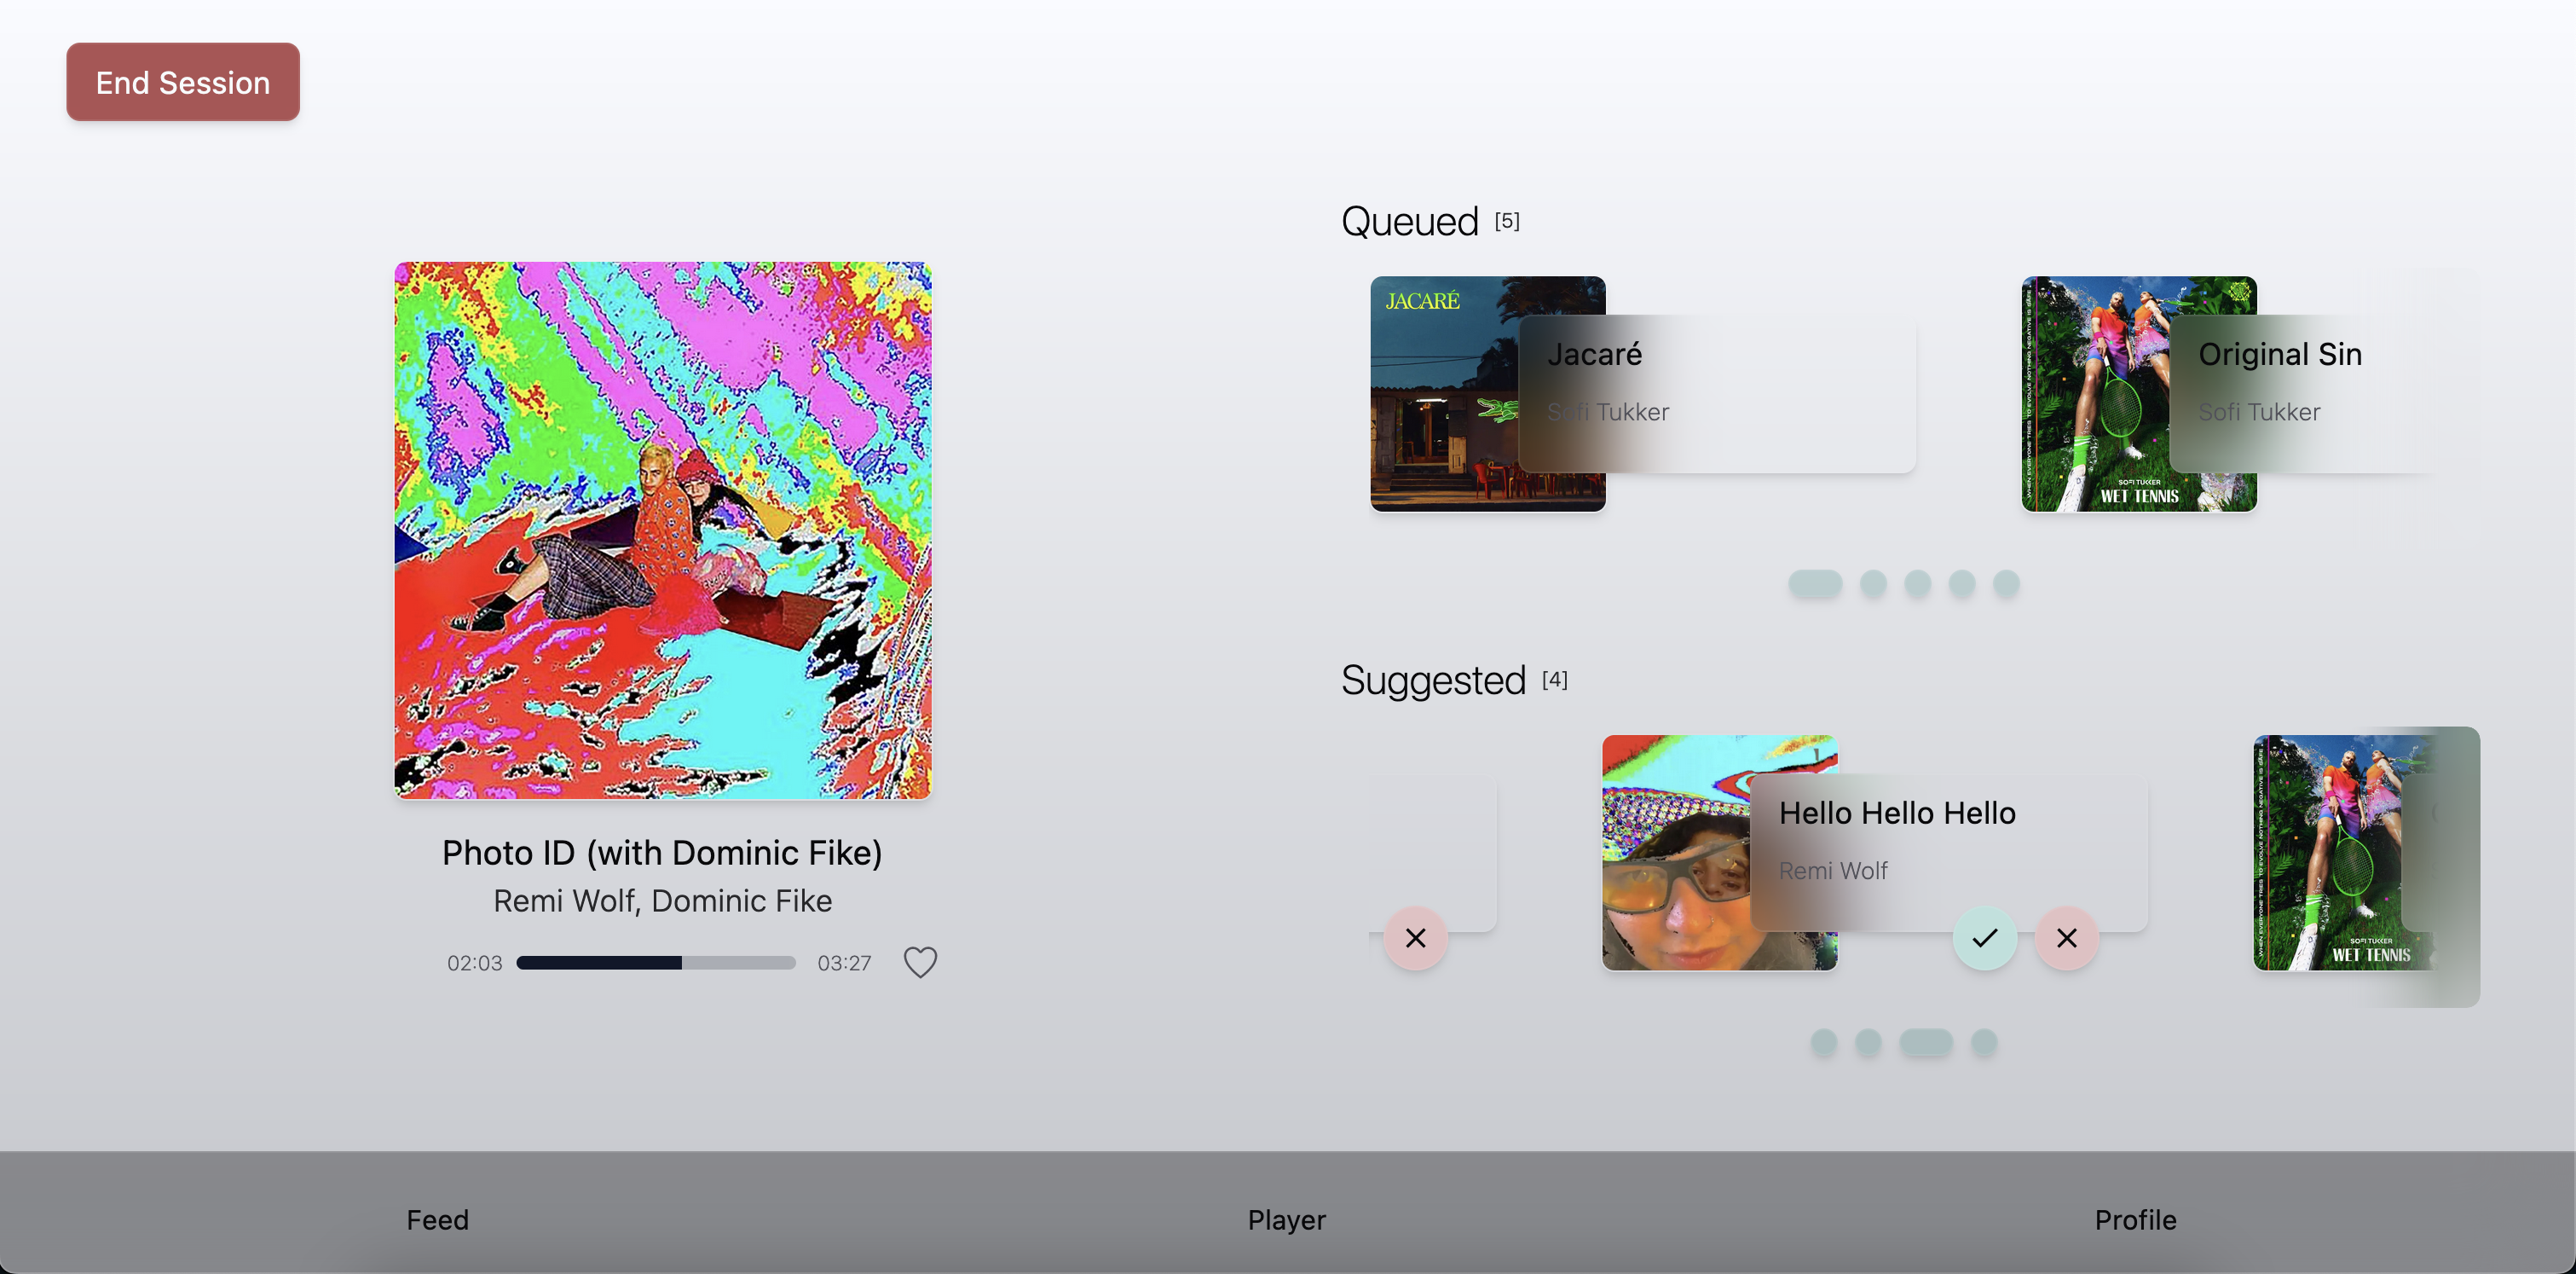 End Session
Queued [5]
JACARÉ
Jacaré
Sofi Tukker
Original Sin
Sofi Tukker
SOFI TUKKER
WET TENNIS
Suggested [4]
Hello Hello Hello
Remi Wolf
SOFI TUKKER
WET TENNIS
Photo ID (with Dominic Fike)
Remi Wolf, Dominic Fike
02:03
03:27
Feed
Player
Profile